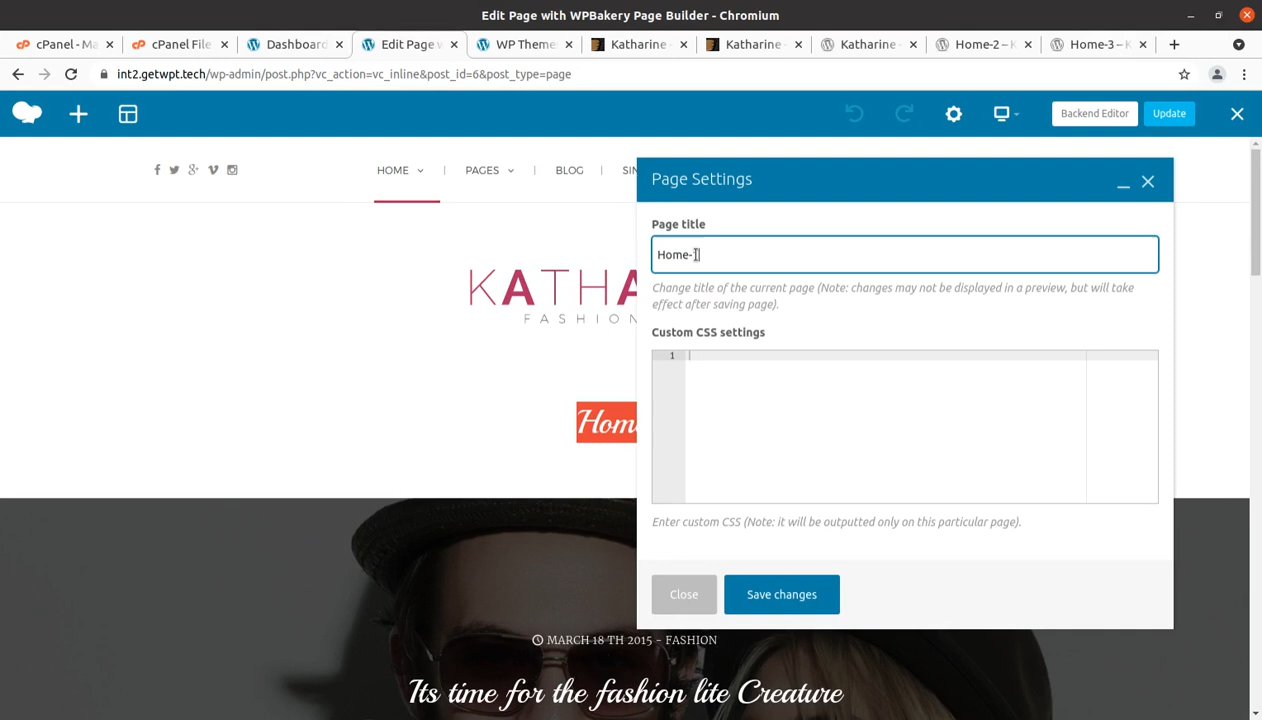 Edit Page with WPBakery Page Builder - Chromium
cPanel - Ma
cPanel File
Dashboard
Edit Page w
WP Theme
Katharine –
Katharine –
Katharine –
Home-2 – K
Home-3 – K
int2.getwpt.tech/wp-admin/post.php?vc_action=vc_inline&post_id=6&post_type=page
Backend Editor
Update
HOME
PAGES
BLOG
SIN
Page Settings
Page title
Home-
Change title of the current page (Note: changes may not be displayed in a preview, but will take
effect after saving page).
KATHA
FASHION
Custom CSS settings
1
Home
Enter custom CSS (Note: it will be outputted only on this particular page).
Close
Save changes
MARCH 18 TH 2015 - FASHION
Its time for the fashion lite Creature